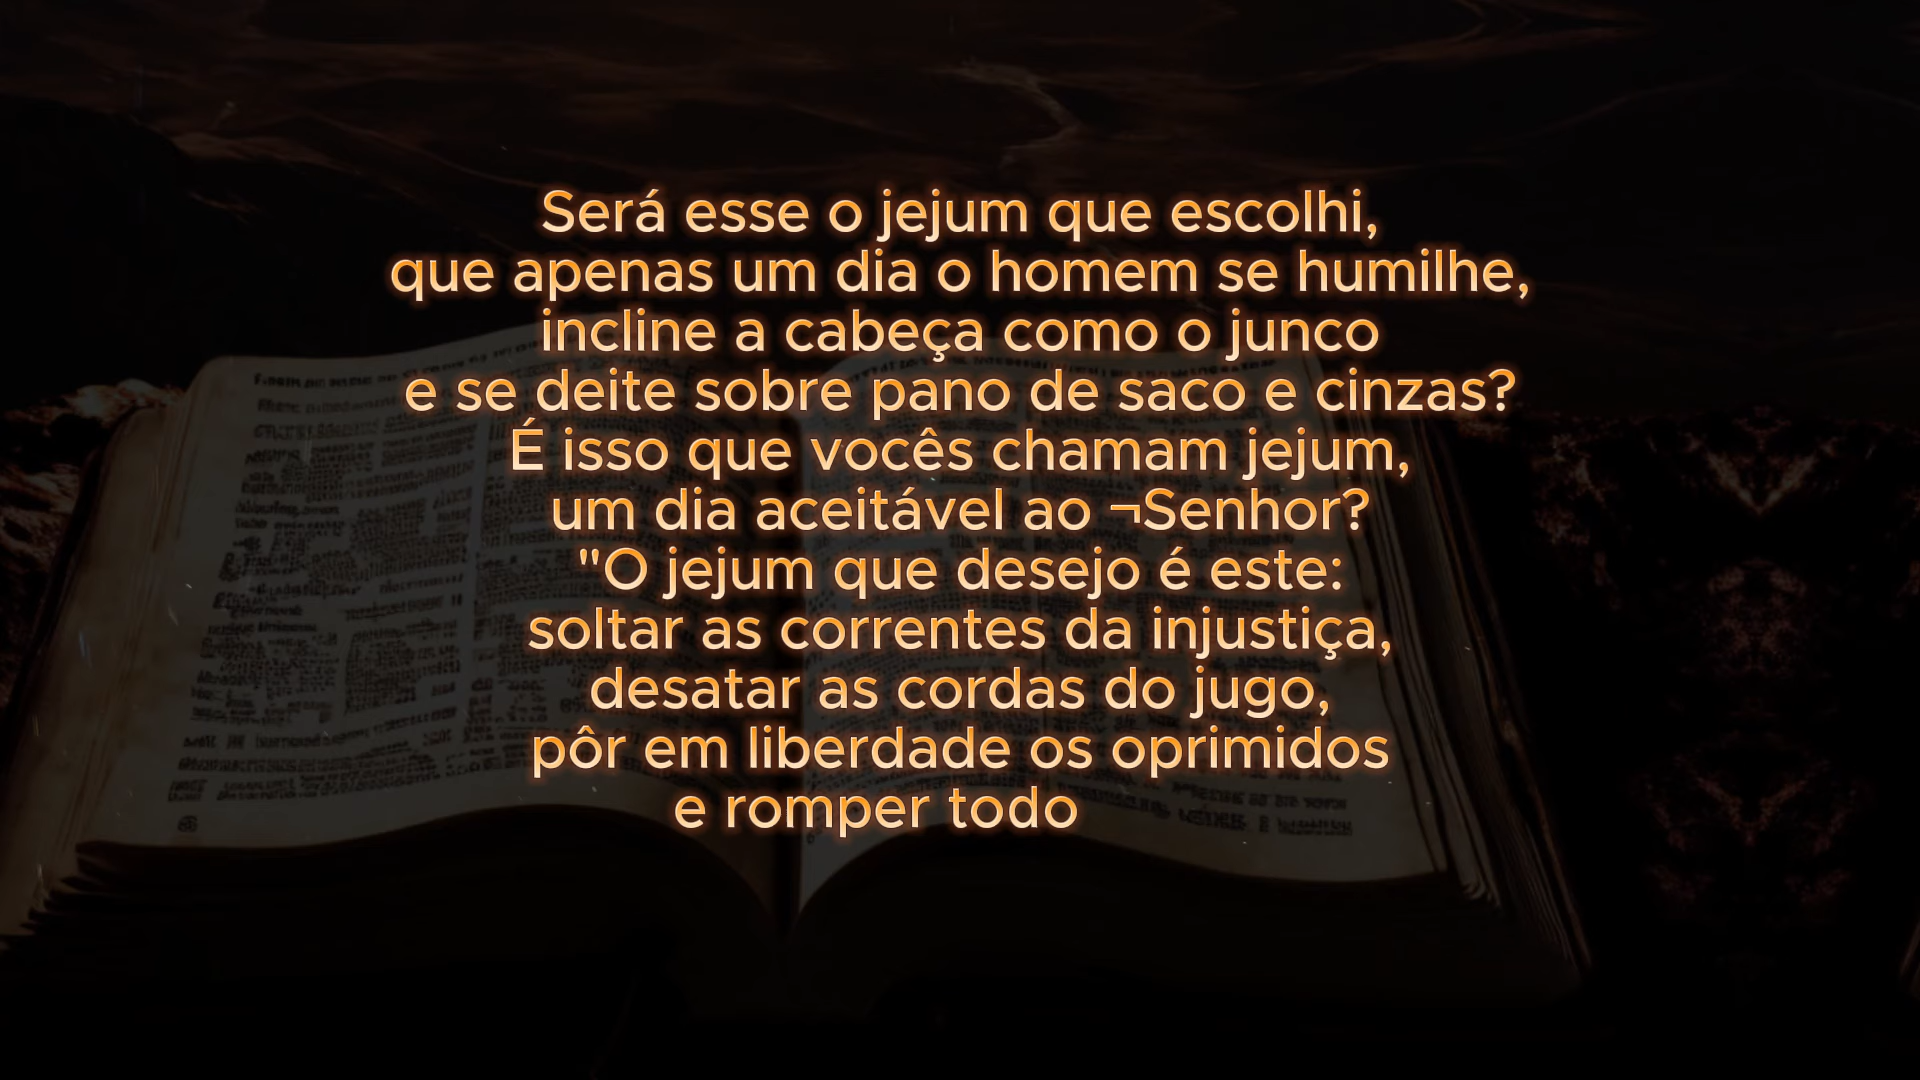 Será esse o jejum que escolhi,
que apenas um dia o homem se humilhe,
incline a cabeça como o junco
e se deite sobre pano de saco e cinzas?
É isso que vocês chamam jejum,
um dia aceitável ao ¬Senhor?
"O jejum que desejo é este:
soltar as correntes da injustiça,
desatar as cordas do jugo,
pôr em liberdade os oprimidos
e romper todo